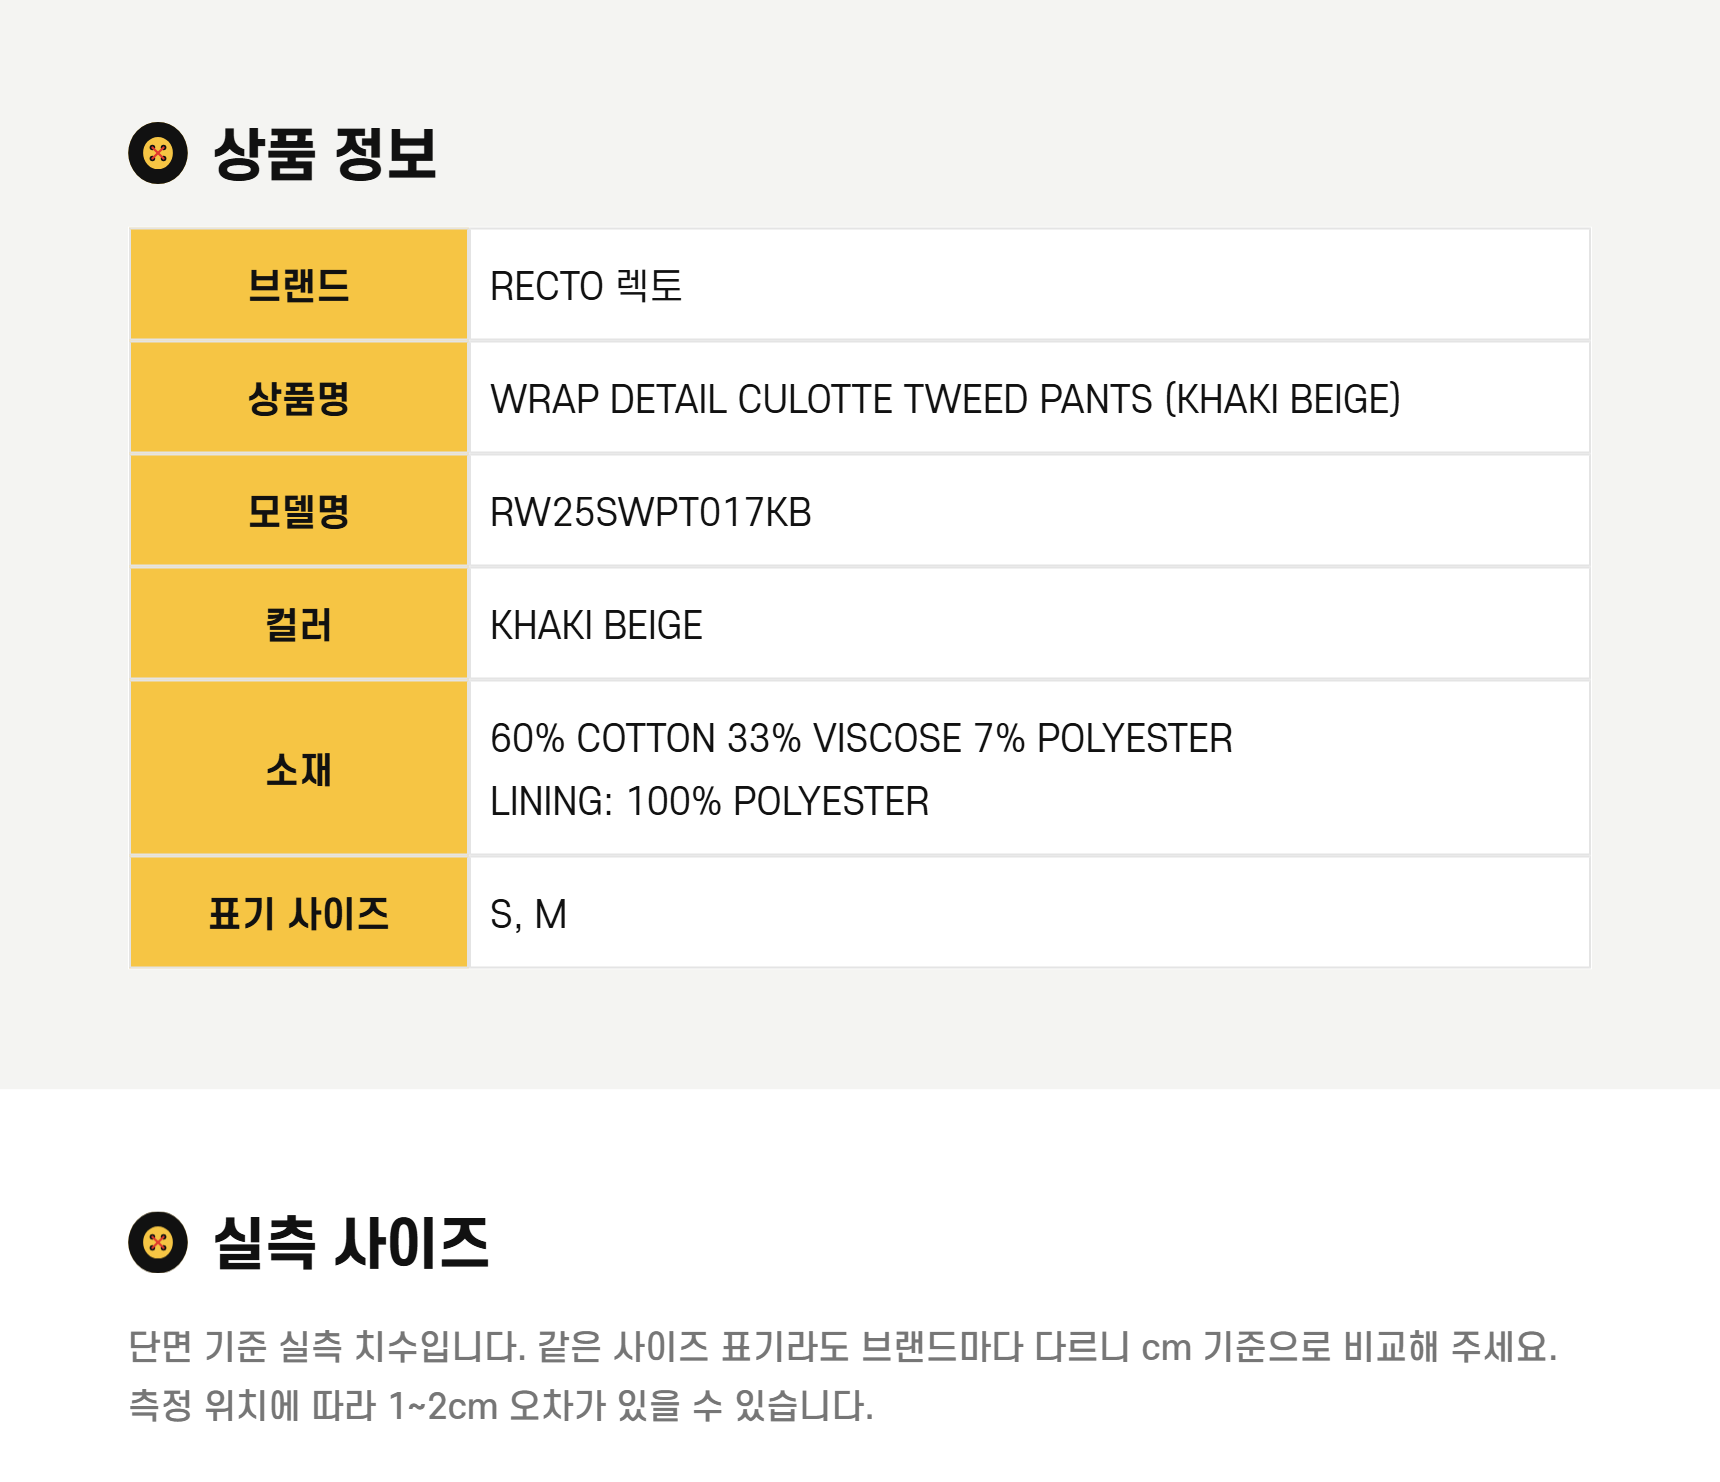 상품 정보
브랜드
RECTO 렉토
상품명
WRAP DETAIL CULOTTE TWEED PANTS (KHAKI BEIGE)
모델명
RW25SWPT017KB
컬러
KHAKI BEIGE
소재
60% COTTON 33% VISCOSE 7% POLYESTER
LINING: 100% POLYESTER
표기 사이즈
S, M
실측 사이즈
단면 기준 실측 치수입니다. 같은 사이즈 표기라도 브랜드마다 다르니 cm 기준으로 비교해 주세요.
측정 위치에 따라 1~2cm 오차가 있을 수 있습니다.